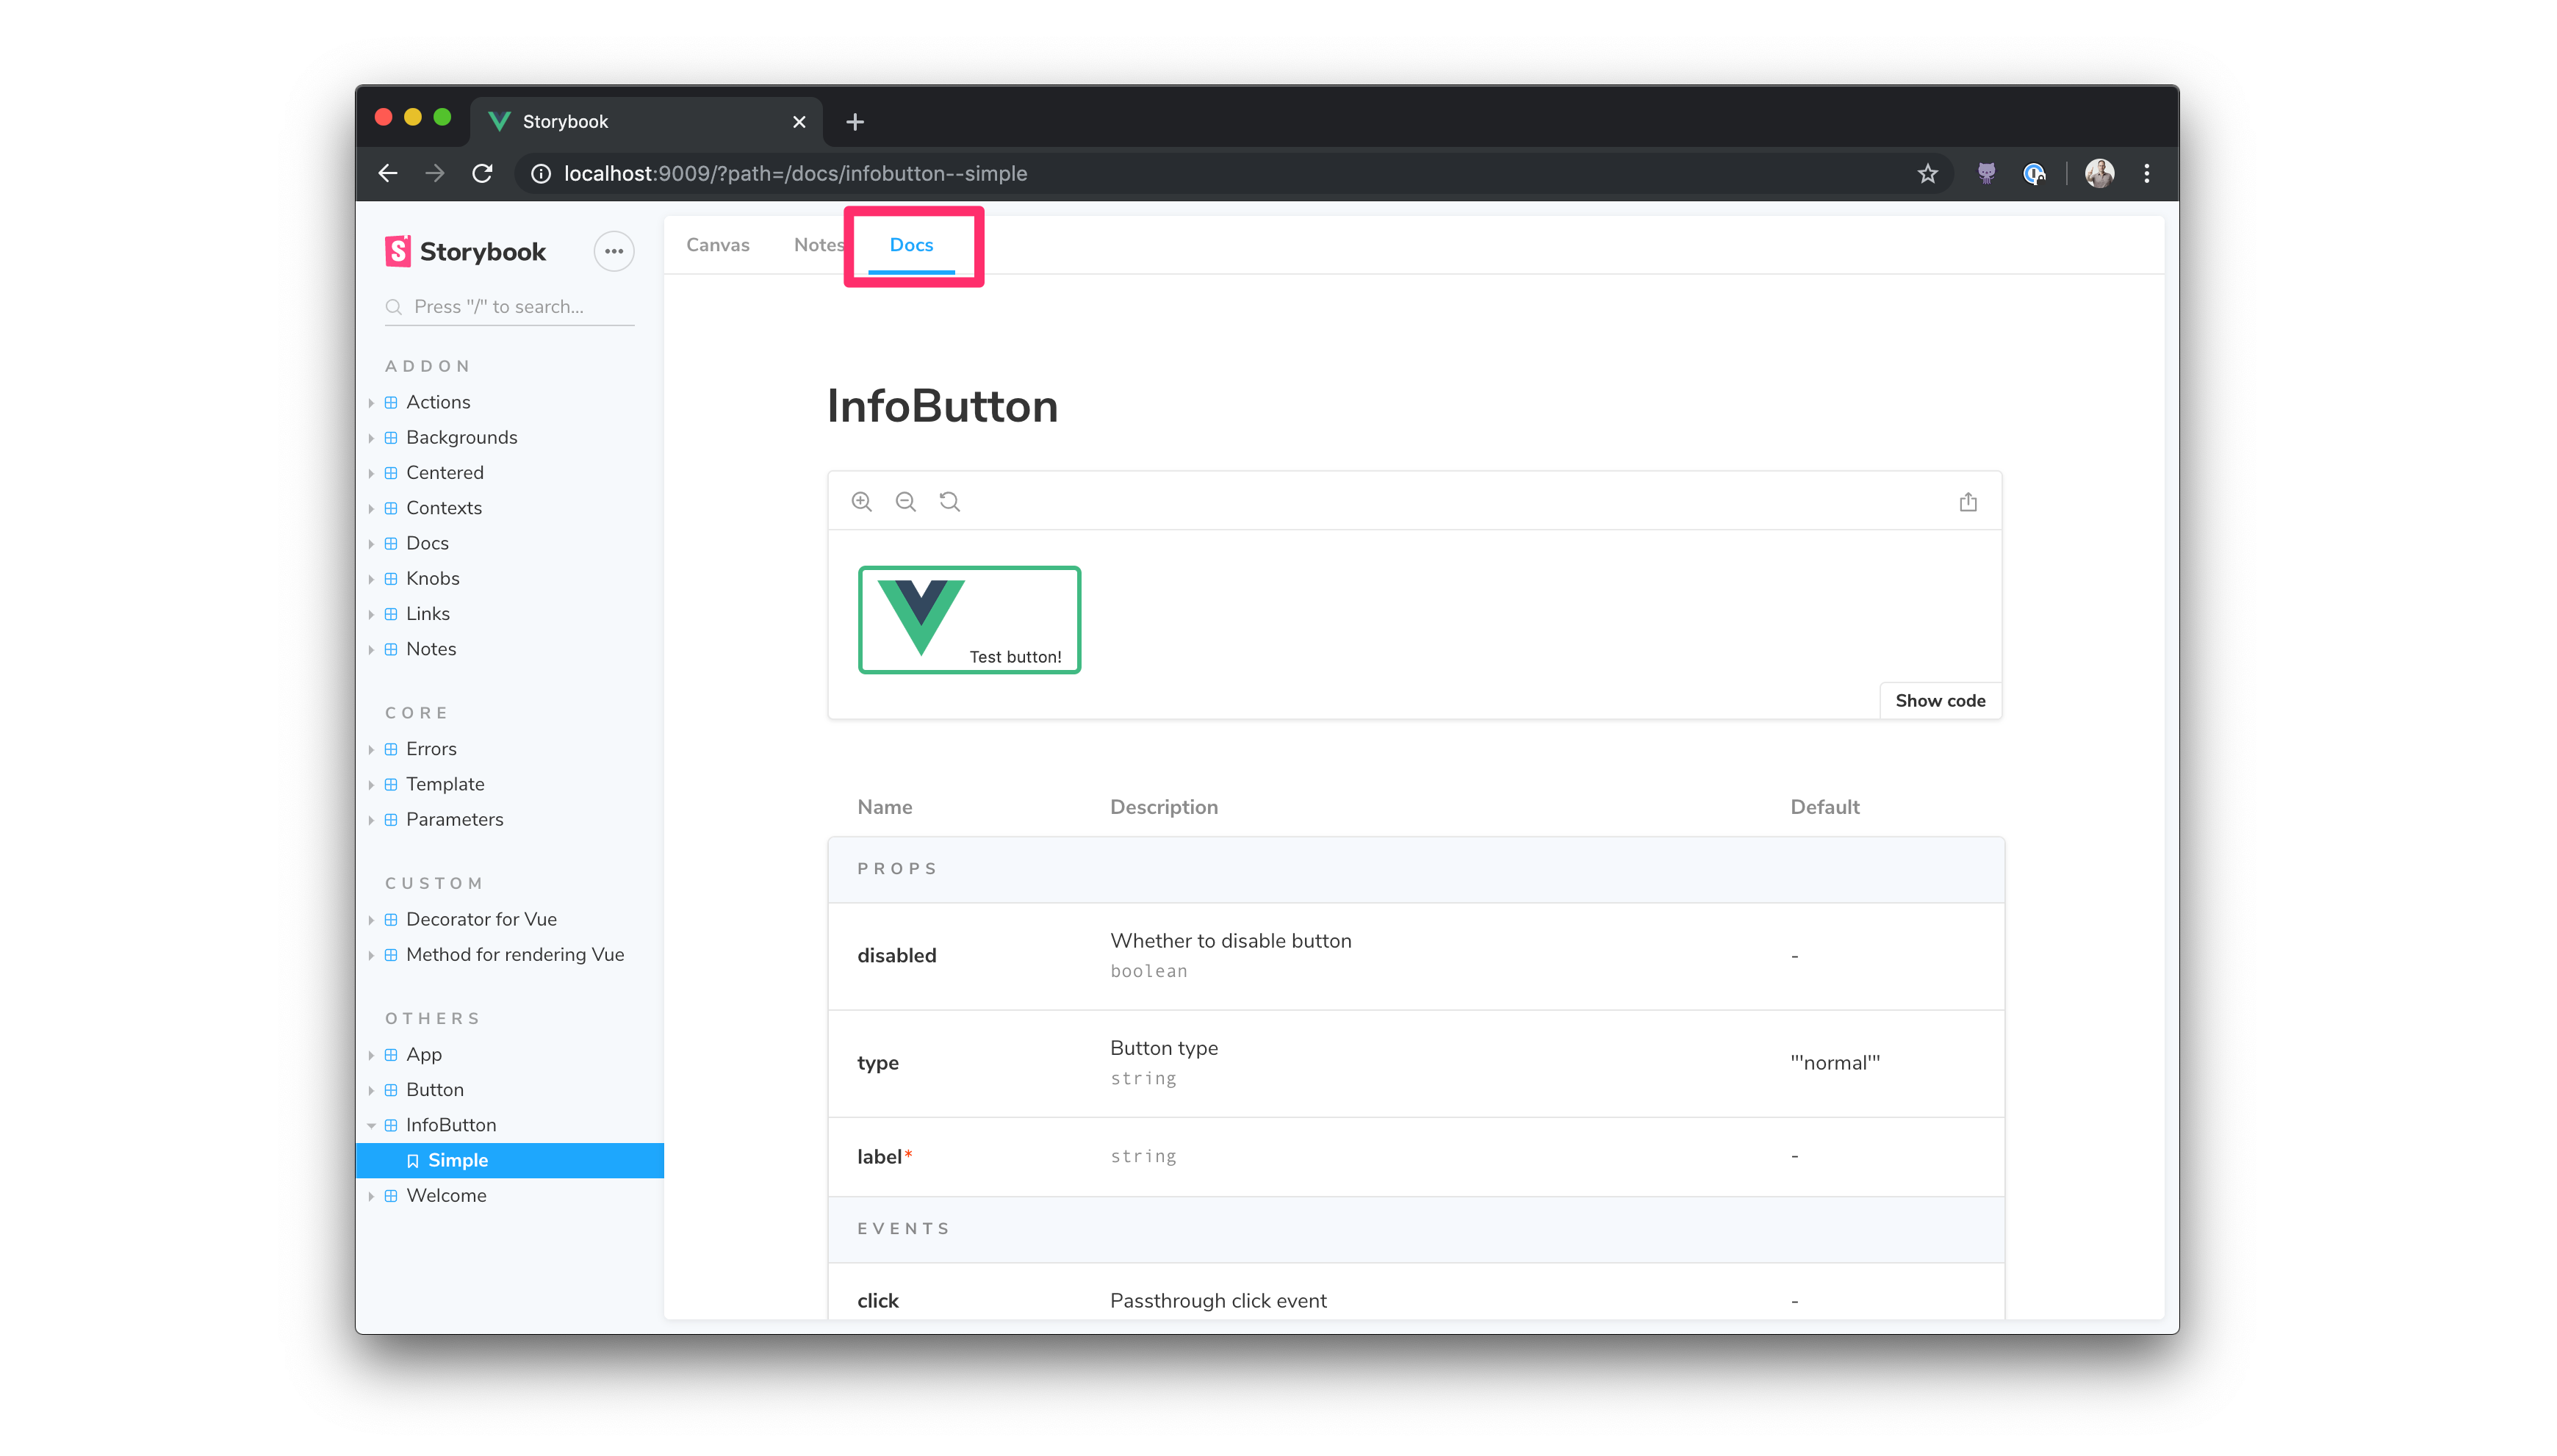 Storybook
localhost:9009/?path=/docs/infobutton--simple
Storybook
Press "/" to search...
ADDON
Actions
Backgrounds
Centered
Contexts
Docs
Knobs
Links
Notes
CORE
Errors
Template
Parameters
CUSTOM
Decorator for Vue
Method for rendering Vue
OTHERS
App
Button
InfoButton
Simple
Welcome
Canvas Notes Docs
InfoButton
Test button!
Show code
Name Description Default
PROPS
disabled Whether to disable button -
boolean
type Button type "'normal'"
string
label* string -
EVENTS
click Passthrough click event -